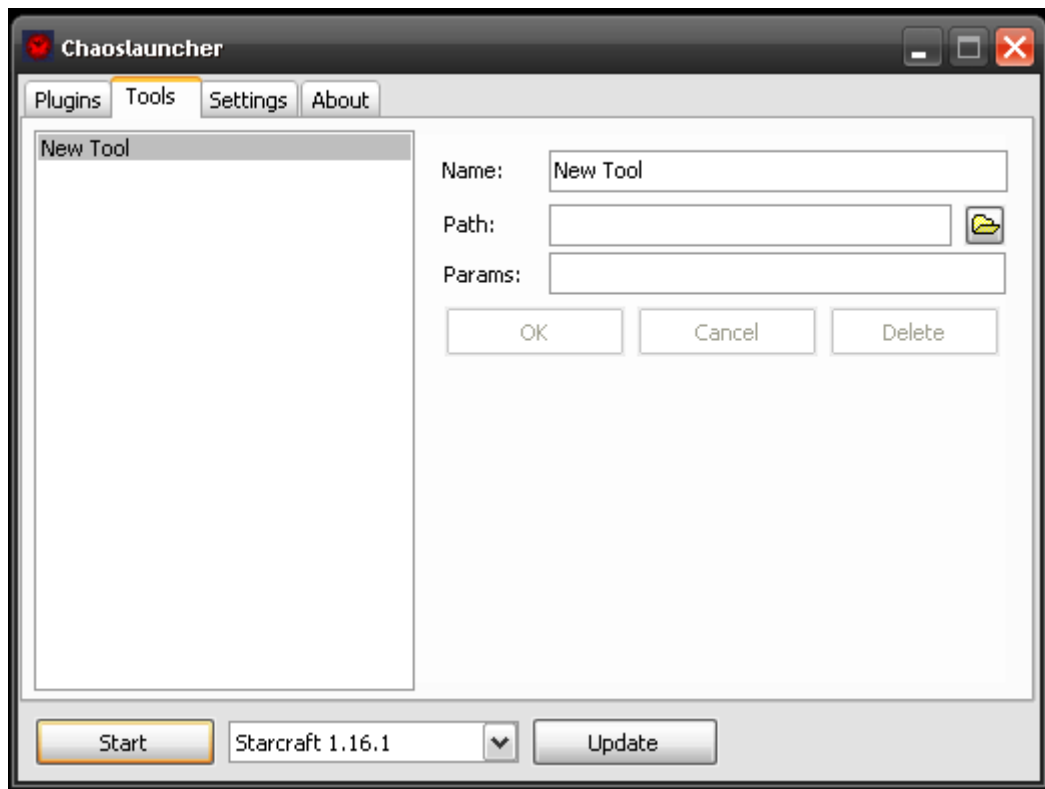 Chaoslauncher
Plugins Tools Settings About
New Tool
Name: New Tool
Path:
Params:
OK Cancel Delete
Start Starcraft 1.16.1 Update